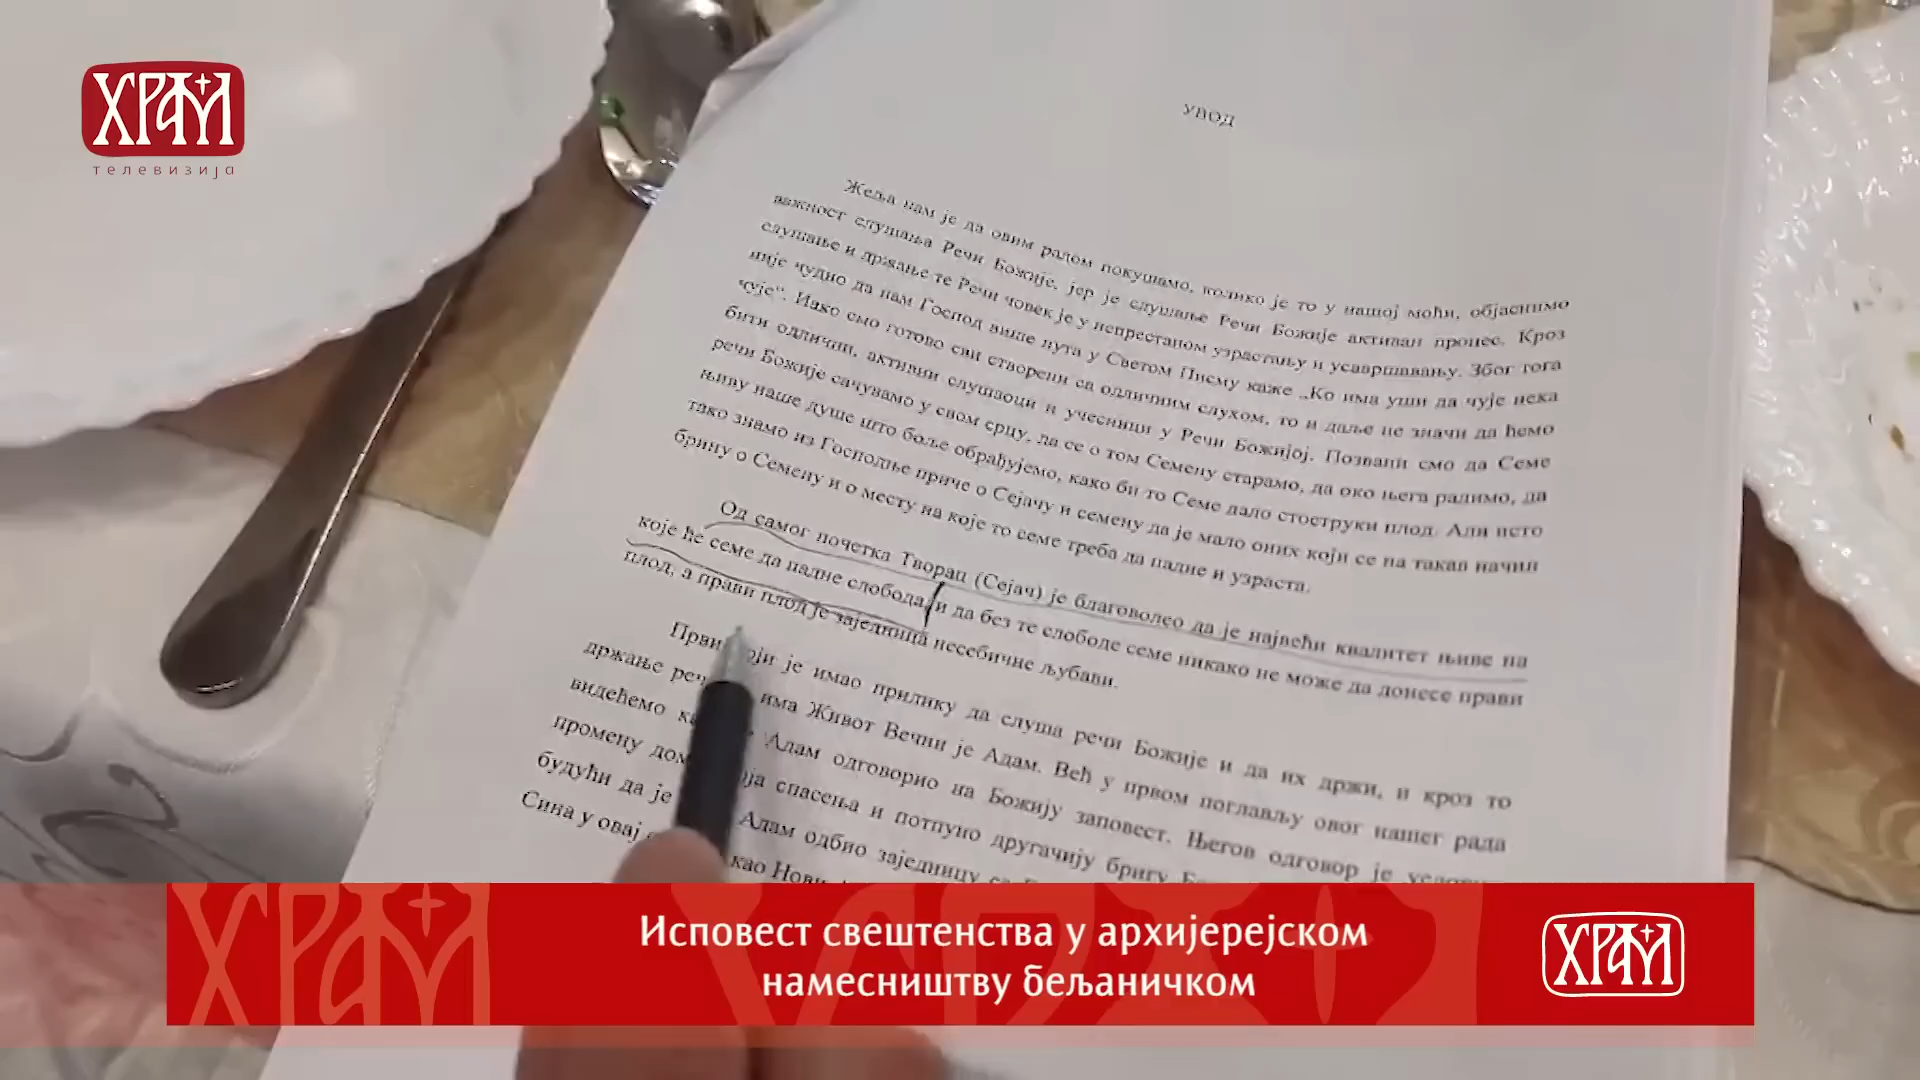 ХРАМ
телевизија
УВОД
Жеља нам је да овим радом покушамо, колико је то у нашој моћи, објаснимо
важност слушања Речи Божије, јер је слушање Речи Божије активан процес. Кроз
слушање и држање те Речи човек је у непрестаном узрастању и усавршавању. Због тога
није чудно да нам Господ више пута у Светом Писму каже „Ко има уши да чује нека
чује“. Иако смо готово сви створени са одличним слухом, то и даље не значи да ћемо
бити одлични, активни слушаоци и учесници у Речи Божијој. Позвани смо да Семе
речи Божије сачувамо у свом срцу, да се о том Семену старамо, да око њега радимо, да
њиву наше душе што боље обрађујемо, како би то Семе дало стоструки плод. Али исто
тако знамо из Господње приче о Сејачу и семену да је мало оних који се на такав начин
брину о Семену и о месту на које то семе треба да падне и узраста.
Од самог почетка Творац (Сејач) је благоволео да је највећи квалитет њиве на
које ће семе да падне слобода, и да без те слободе семе никако не може да донесе прави
плод, а прави плод је заједница несебичне љубави.
Први који је имао прилику да слуша речи Божије и да их држи, и кроз то
држање има Живот Вечни је Адам. Већ у првом поглављу овог нашег рада
видећемо Адам одговорио на Божију заповест. Његов одговор је
промену спасења и потпуно другачију бригу
будући да је Адам одбио заједницу
Сина у овај као
Исповест свештенства у архијерејском
намесништву бељаничком
ХРАМ